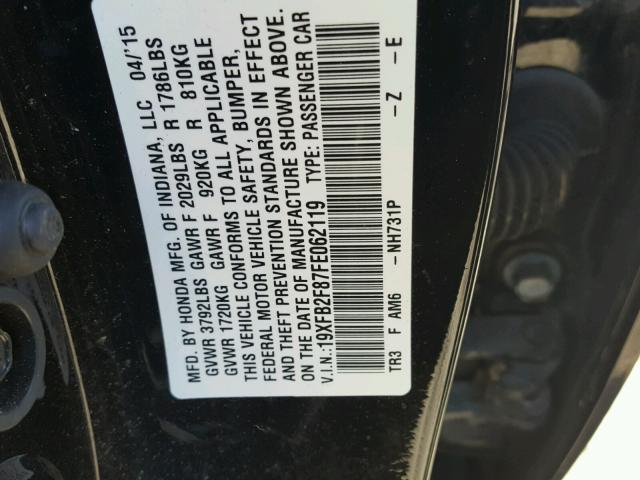 MFD. BY HONDA MFG. OF INDIANA, LLC 04/'15
GVWR 3792LBS GAWR F 2029LBS R 1786LBS
GVWR 1720KG GAWR F 920KG R 810KG
THIS VEHICLE CONFORMS TO ALL APPLICABLE
FEDERAL MOTOR VEHICLE SAFETY, BUMPER,
AND THEFT PREVENTION STANDARDS IN EFFECT
ON THE DATE OF MANUFACTURE SHOWN ABOVE.
V.I.N.:19XFB2F87FE062119 TYPE: PASSENGER CAR
TR3 F AM6 -NH731P -Z -E